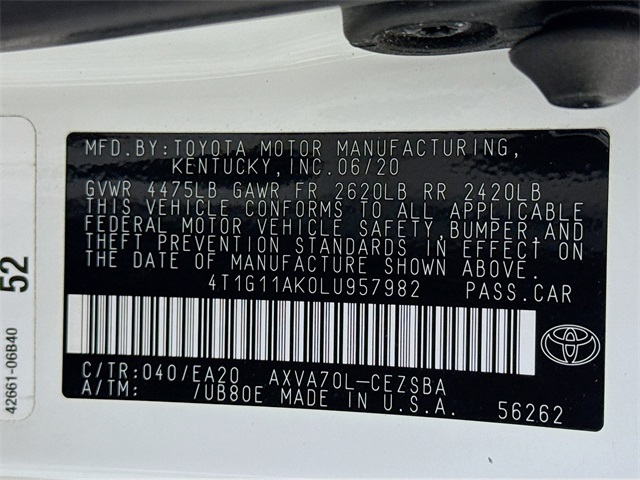 MFD. BY:TOYOTA MOTOR MANUFACTURING,
KENTUCKY,INC.06/20
GVWR 4475LB GAWR FR 2620LB RR 2420LB
THIS VEHICLE CONFORMS TO ALL APPLICABLE
FEDERAL MOTOR VEHICLE SAFETY,BUMPER,AND
THEFT PREVENTION STANDARDS IN EFFECT ON
THE DATE OF MANUFACTURE SHOWN ABOVE.
4T1G11AK0LU957982 PASS.CAR
C/TR:040/EA20 AXVA70L-CEZSBA
A/TM: /UB80E MADE IN U.S.A. 56262
52
42661-06B40